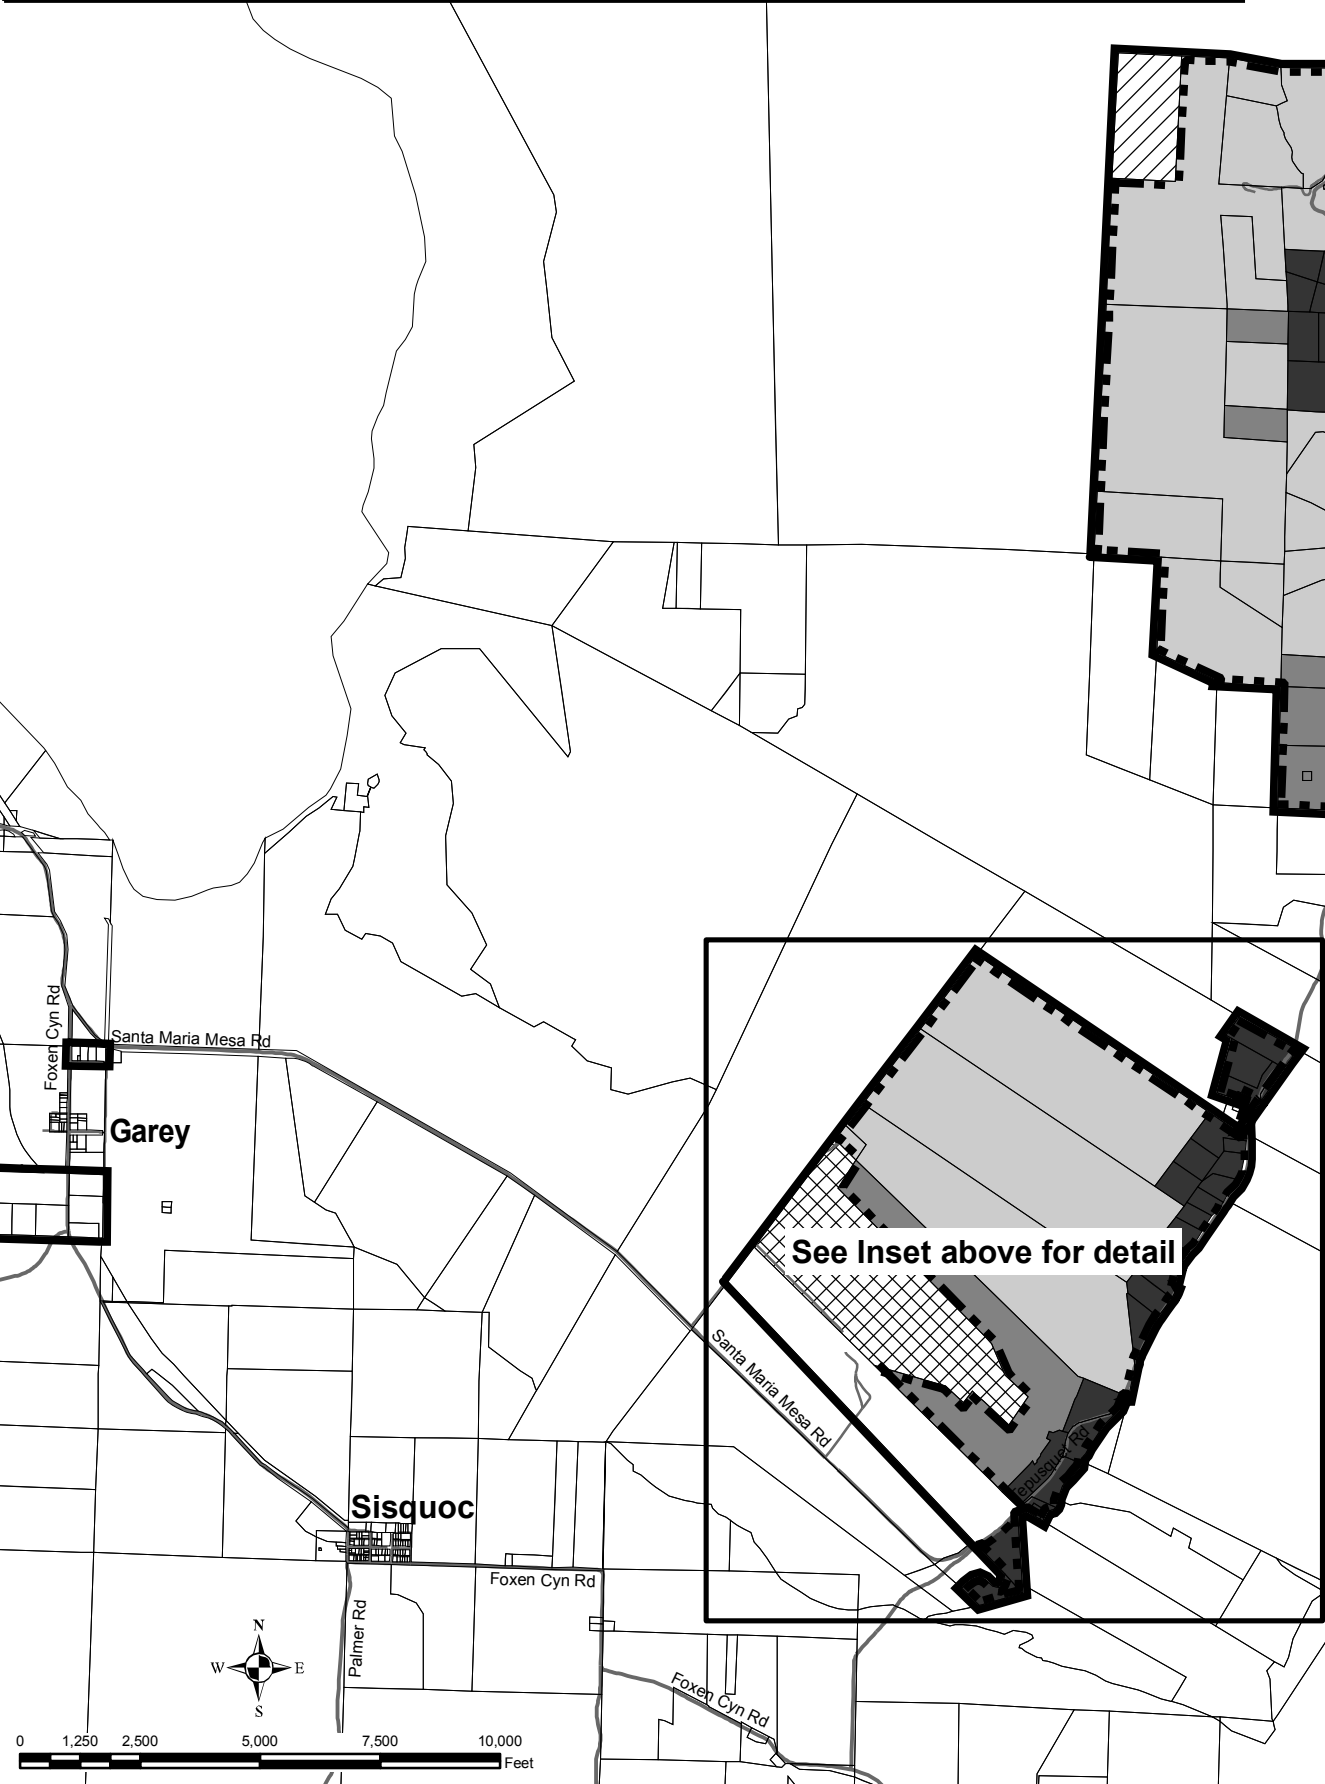 Foxen Cyn Rd
Santa Maria Mesa Rd
Garey
See Inset above for detail
Santa Maria Mesa Rd
epusquet Rd
Sisquoc
Foxen Cyn Rd
Palmer Rd
Foxen Cyn Rd
N
W E
S
0 1,250 2,500 5,000 7,500 10,000
Feet